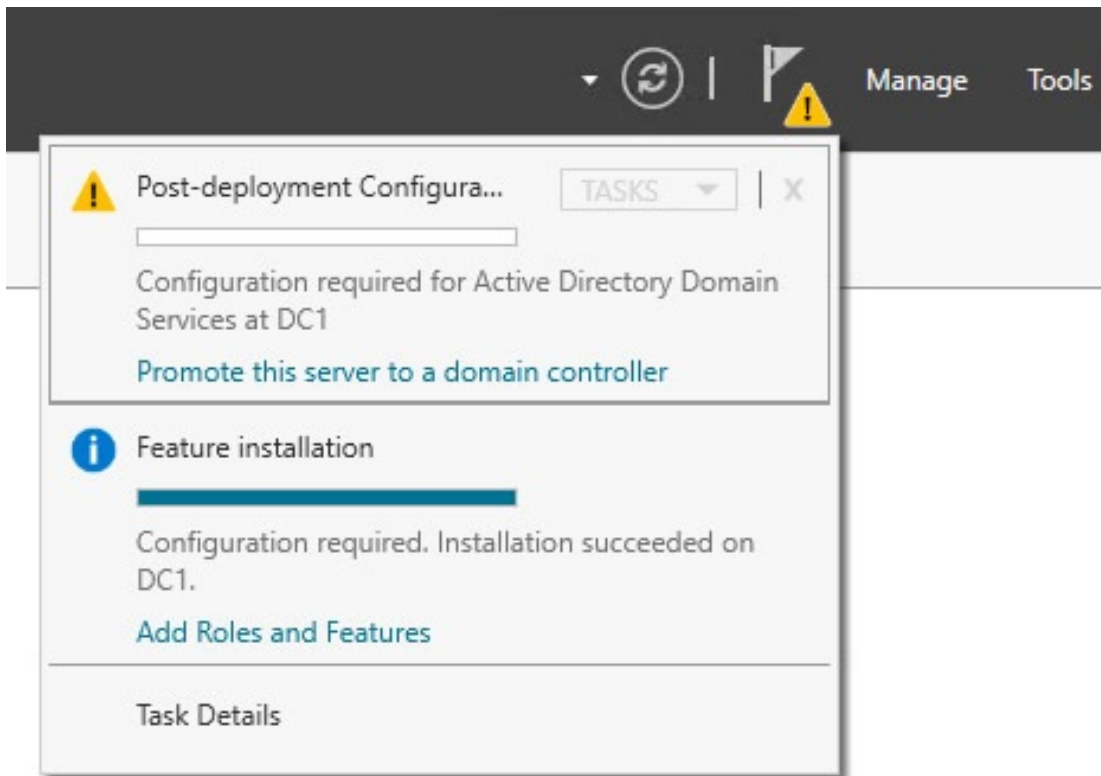 Manage Tools
Post-deployment Configura...
TASKS
X
Configuration required for Active Directory Domain
Services at DC1
Promote this server to a domain controller
Feature installation
Configuration required. Installation succeeded on
DC1.
Add Roles and Features
Task Details